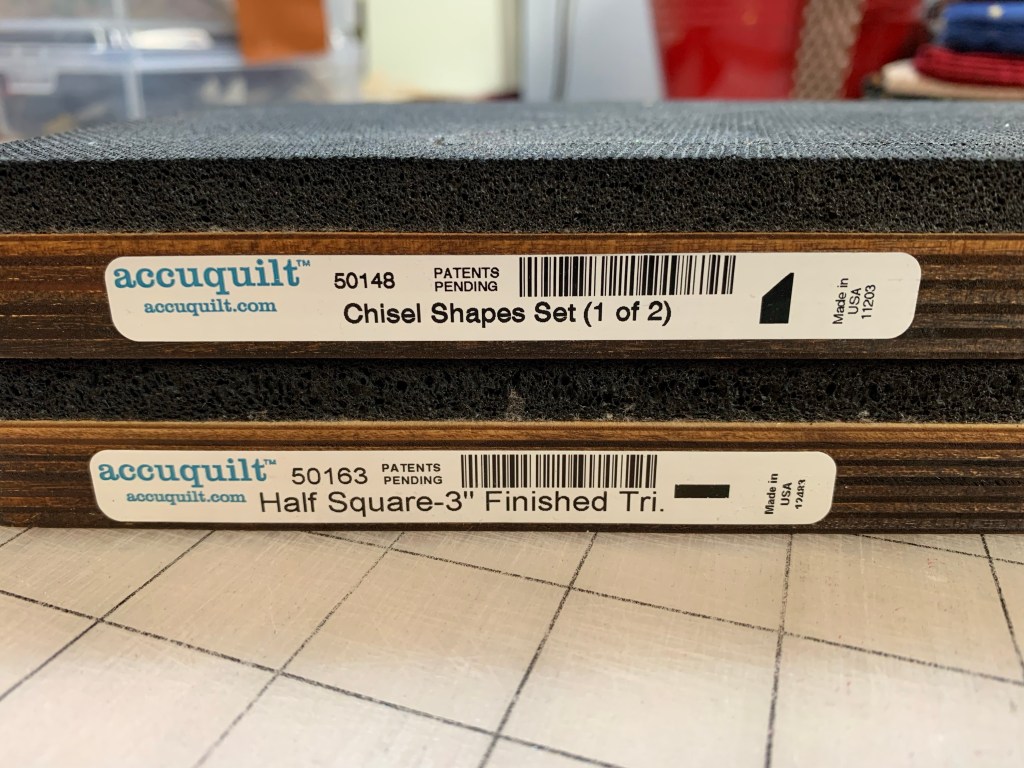 accuquilt™ 50148 PATENTS
PENDING
accuquilt.com
Chisel Shapes Set (1 of 2)
Made in
USA
11203
accuquilt™ 50163 PATENTS
PENDING
accuquilt.com
Half Square-3" Finished Tri.
Made in
USA
12483